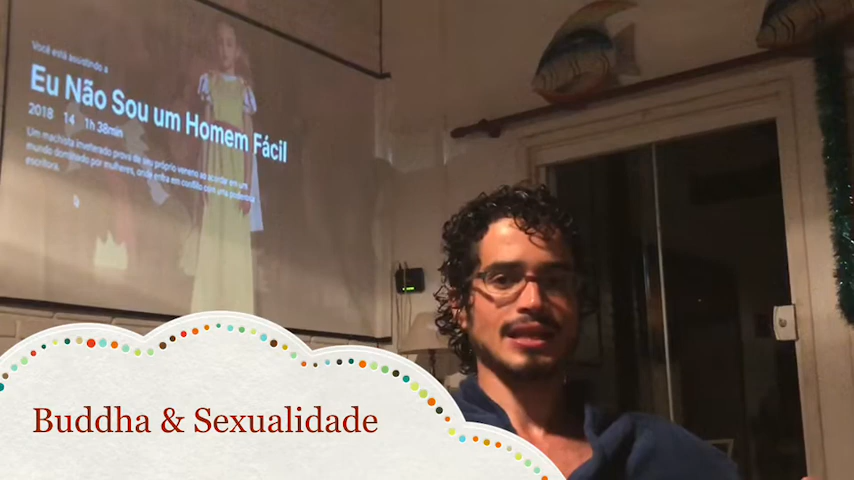 Você está assistindo a
Eu Não Sou um Homem Fácil
2018 14 1h 38min
Um machista inveterado prova de seu próprio veneno ao acordar em um
mundo dominado por mulheres, onde entra em conflito com uma poderosa
escritora.
Buddha & Sexualidade